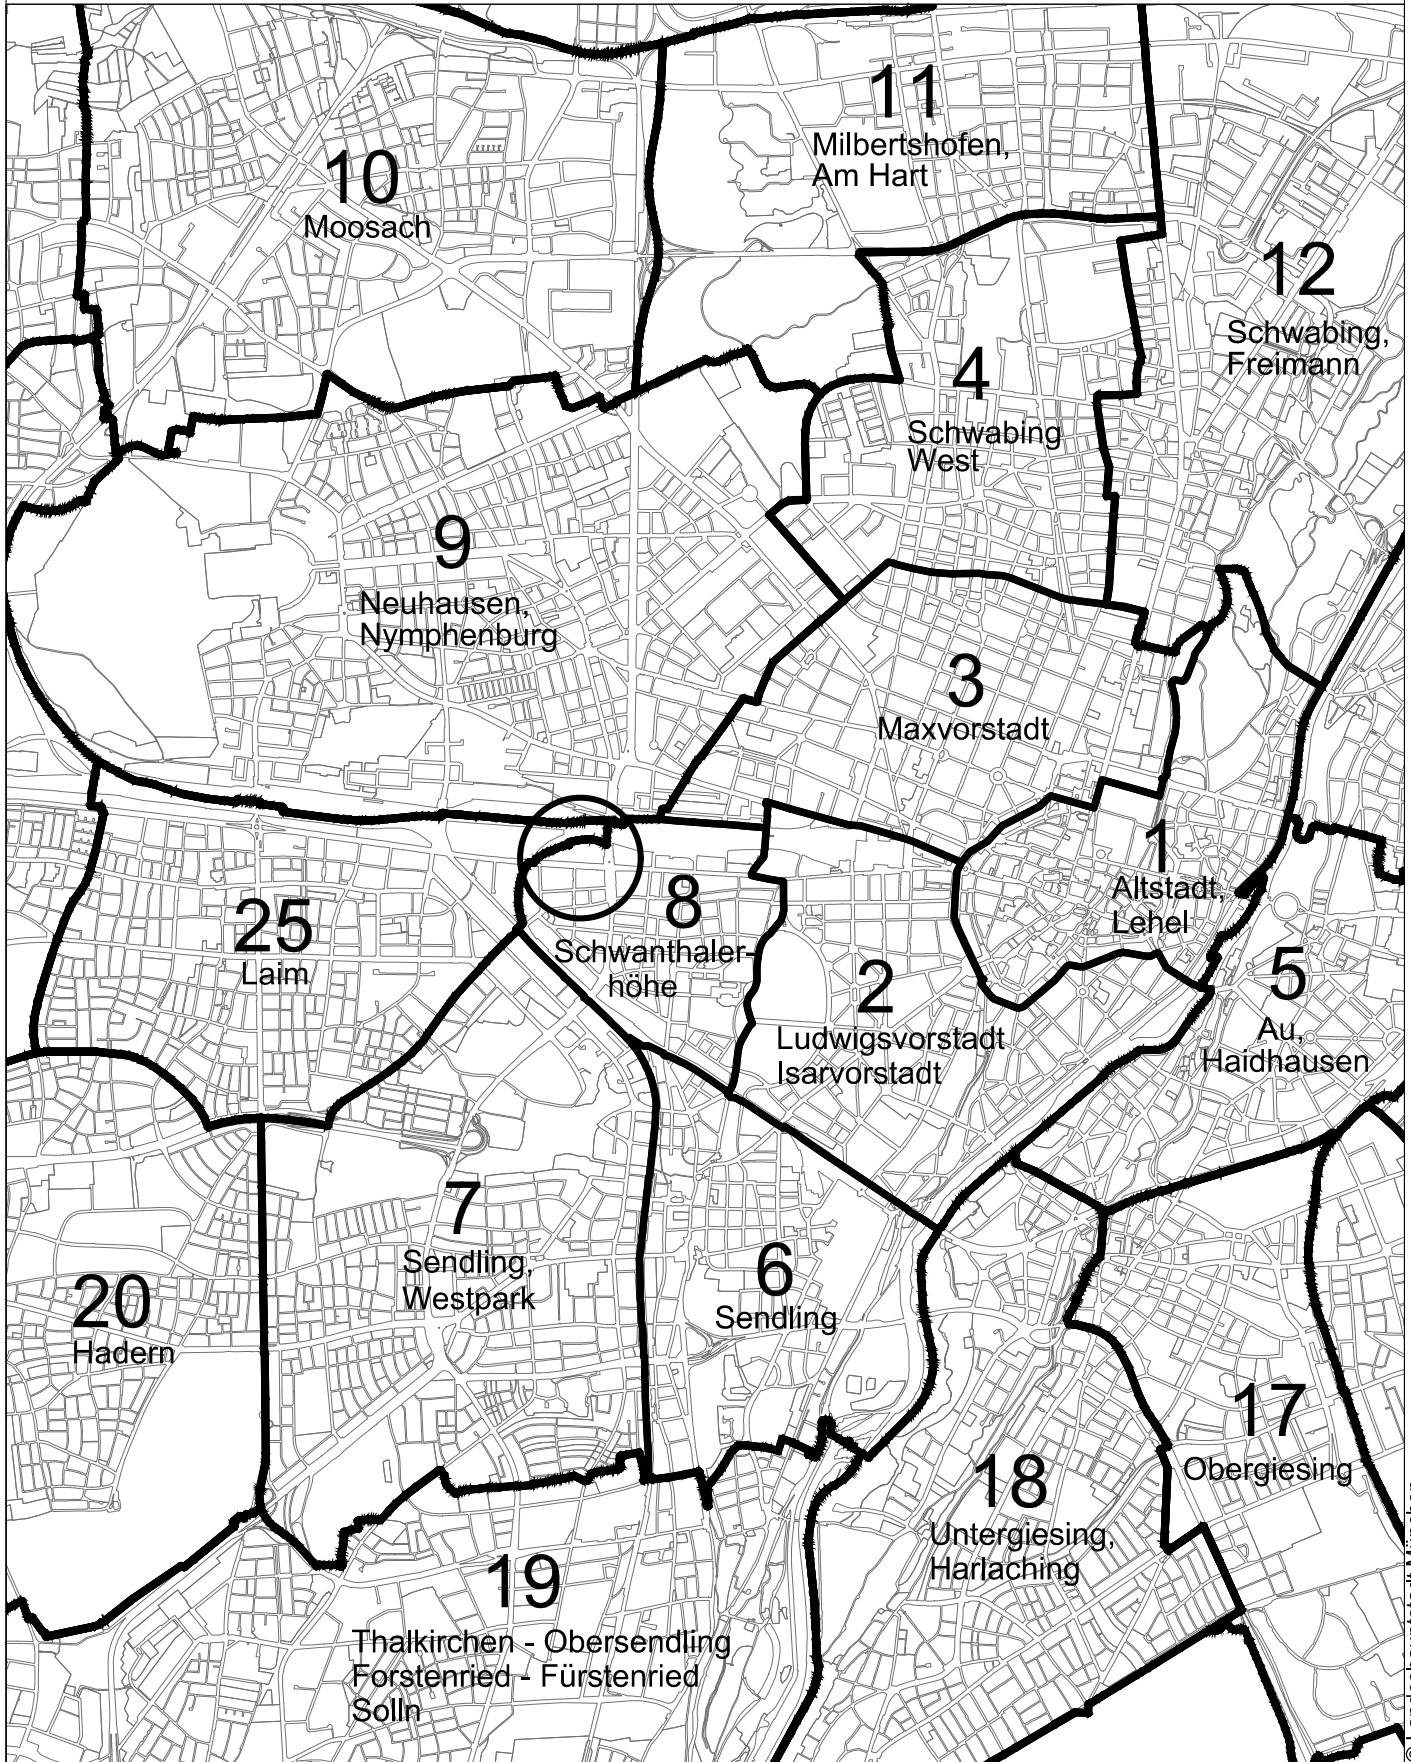 11
Milbertshofen,
Am Hart
10
Moosach
12
Schwabing,
Freimann
4
Schwabing
West
9
Neuhausen,
Nymphenburg
3
Maxvorstadt
1
Altstadt,
Lehel
8
Schwanthaler-
höhe
25
Laim
2
Ludwigsvorstadt
Isarvorstadt
5
Au,
Haidhausen
7
Sendling,
Westpark
6
Sendling
20
Hadern
17
Obergiesing
18
Untergiesing,
Harlaching
19
Thalkirchen - Obersendling
Forstenried - Fürstenried
Solln